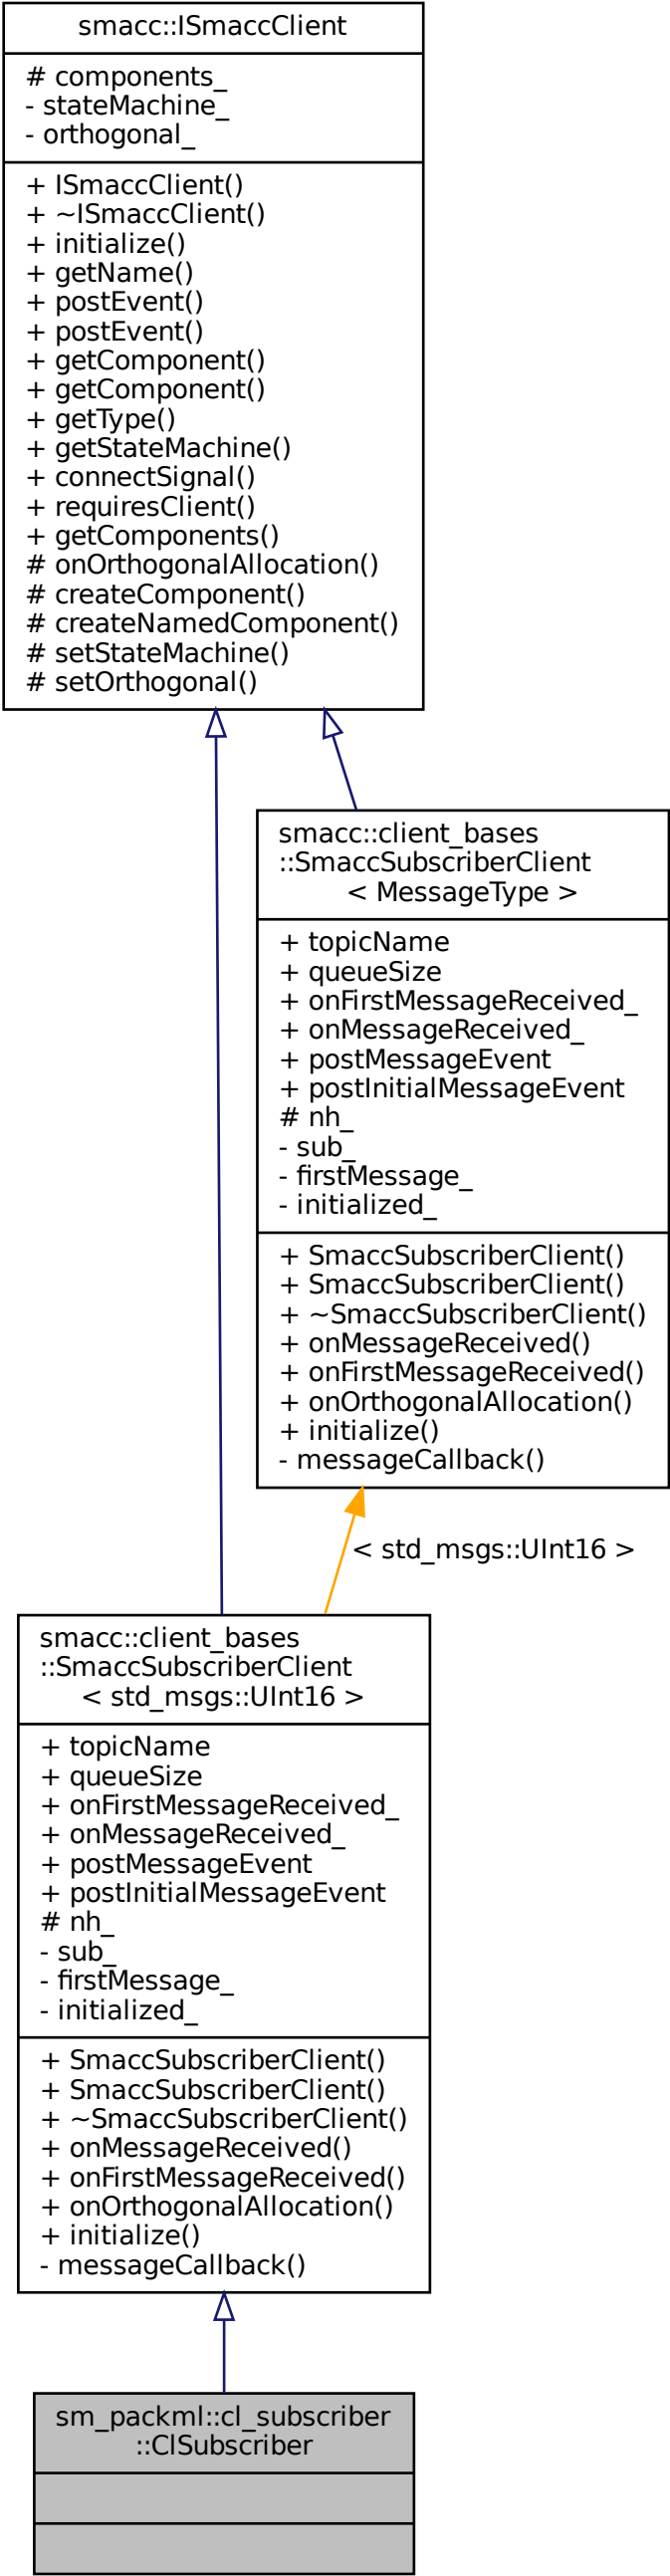 smacc::ISmaccClient
# components_
- stateMachine_
- orthogonal_
+ ISmaccClient()
+ ~ISmaccClient()
+ initialize()
+ getName()
+ postEvent()
+ postEvent()
+ getComponent()
+ getComponent()
+ getType()
+ getStateMachine()
+ connectSignal()
+ requiresClient()
+ getComponents()
# onOrthogonalAllocation()
# createComponent()
# createNamedComponent()
# setStateMachine()
# setOrthogonal()
smacc::client_bases
::SmaccSubscriberClient
< MessageType >
+ topicName
+ queueSize
+ onFirstMessageReceived_
+ onMessageReceived_
+ postMessageEvent
+ postInitialMessageEvent
# nh_
- sub_
- firstMessage_
- initialized_
+ SmaccSubscriberClient()
+ SmaccSubscriberClient()
+ ~SmaccSubscriberClient()
+ onMessageReceived()
+ onFirstMessageReceived()
+ onOrthogonalAllocation()
+ initialize()
- messageCallback()
< std_msgs::UInt16 >
smacc::client_bases
::SmaccSubscriberClient
< std_msgs::UInt16 >
+ topicName
+ queueSize
+ onFirstMessageReceived_
+ onMessageReceived_
+ postMessageEvent
+ postInitialMessageEvent
# nh_
- sub_
- firstMessage_
- initialized_
+ SmaccSubscriberClient()
+ SmaccSubscriberClient()
+ ~SmaccSubscriberClient()
+ onMessageReceived()
+ onFirstMessageReceived()
+ onOrthogonalAllocation()
+ initialize()
- messageCallback()
sm_packml::cl_subscriber
::ClSubscriber